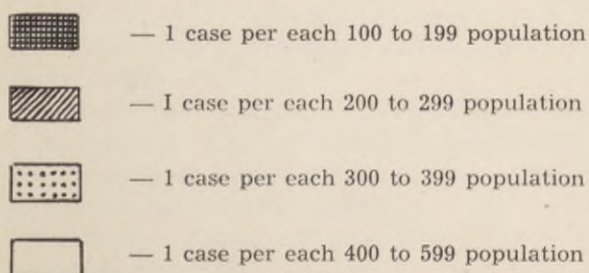 — 1 case per each 100 to 199 population
— I case per each 200 to 299 population
— 1 case per each 300 to 399 population
— 1 case per each 400 to 599 population